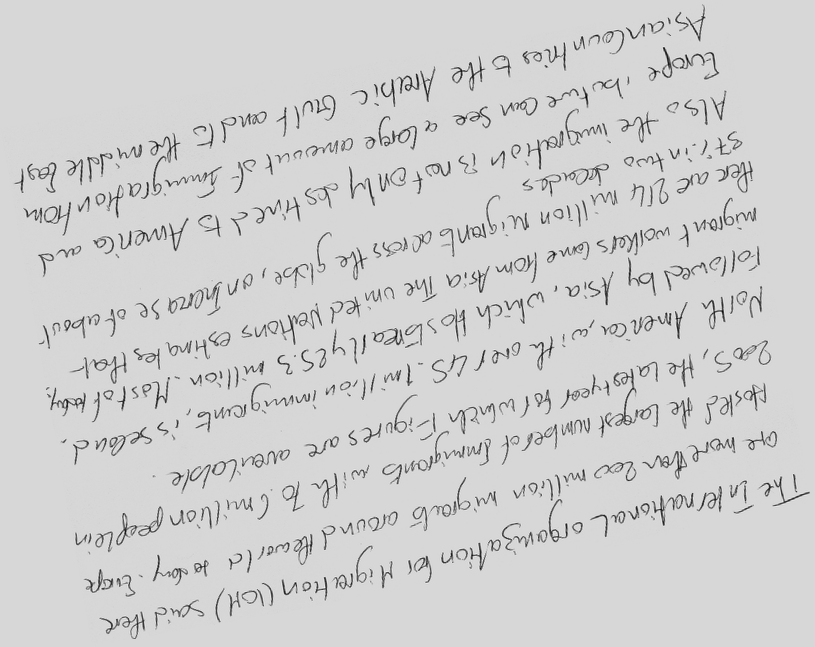 The International organization for Migration (IOM) said there
are more than 200 million migrants around the world today. Europe
Hosted the largest number of Immigrants with 70.6 million people in
2005, the latest year for which Figures are available.
North America, with over 45.1 million immigrants, is second,
Followed by Asia, which Hosts nearly 25.3 million. Most of today's
migrant workers come from Asia The united Nations estimates that
there are 214 million migrants across the globe, an Increase of about
37% in two decades
Also the imigration is not only destined to America and
Europe, but we can see a large amount of Immigration from
Asian Countries to the Arabic Gulf and to the middle East